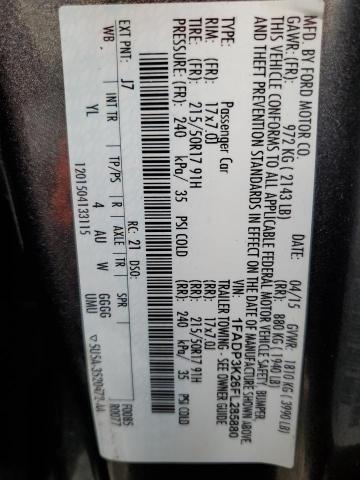 MFD. BY FORD MOTOR CO.
04/15 GVWR: 1810 KG ( 3990 LB)
GAWR: (FR): 972 KG ( 2143 LB) (RR): 880 KG ( 1940 LB)
THIS VEHICLE CONFORMS TO ALL APPLICABLE FEDERAL MOTOR VEHICLE SAFETY, BUMPER,
AND THEFT PREVENTION STANDARDS IN EFFECT ON THE DATE OF MANUFACTURE SHOWN ABOVE.
VIN: 1FADP3K26FL285880
TYPE: Passenger Car TRAILER TOWING - SEE OWNER GUIDE
RIM: (FR): 17x7.0J (RR): 17x7.0J
TIRE: (FR): 215/50R17 91H (RR): 215/50R17 91H
PRESSURE: (FR): 240 kPa/ 35 PSI COLD (RR): 240 kPa/ 35 PSI COLD
EXT PNT: J7 RC: 21 DSO: F0085
WB INT TR TP/PS R AXLE TR SPR R0077
YL 4 AU W GGGG UMU
1201504133115